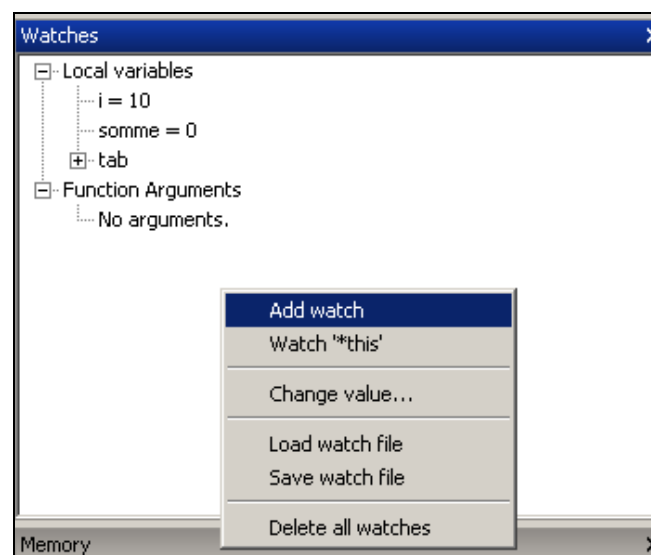 Watches
Local variables
i = 10
somme = 0
tab
Function Arguments
No arguments.
Add watch
Watch '*this'
Change value...
Load watch file
Save watch file
Delete all watches
Memory